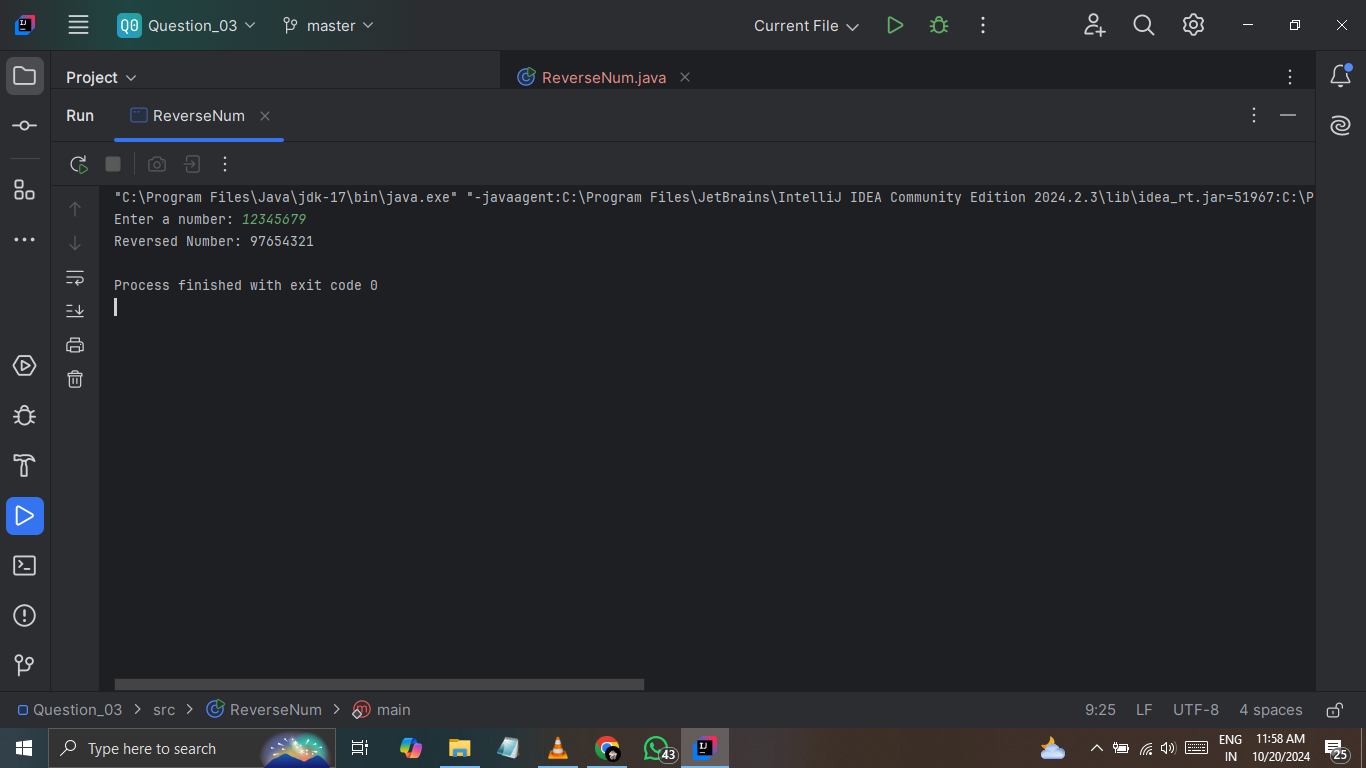 Q0 Question_03 master Current File
Project ReverseNum.java
Run ReverseNum
"C:\Program Files\Java\jdk-17\bin\java.exe" "-javaagent:C:\Program Files\JetBrains\IntelliJ IDEA Community Edition 2024.2.3\lib\idea_rt.jar=51967:C:\P
Enter a number: 12345679
Reversed Number: 97654321
Process finished with exit code 0
Question_03 > src > ReverseNum > main 9:25 LF UTF-8 4 spaces
Type here to search 43 ENG 11:58 AM
IN 10/20/2024 25